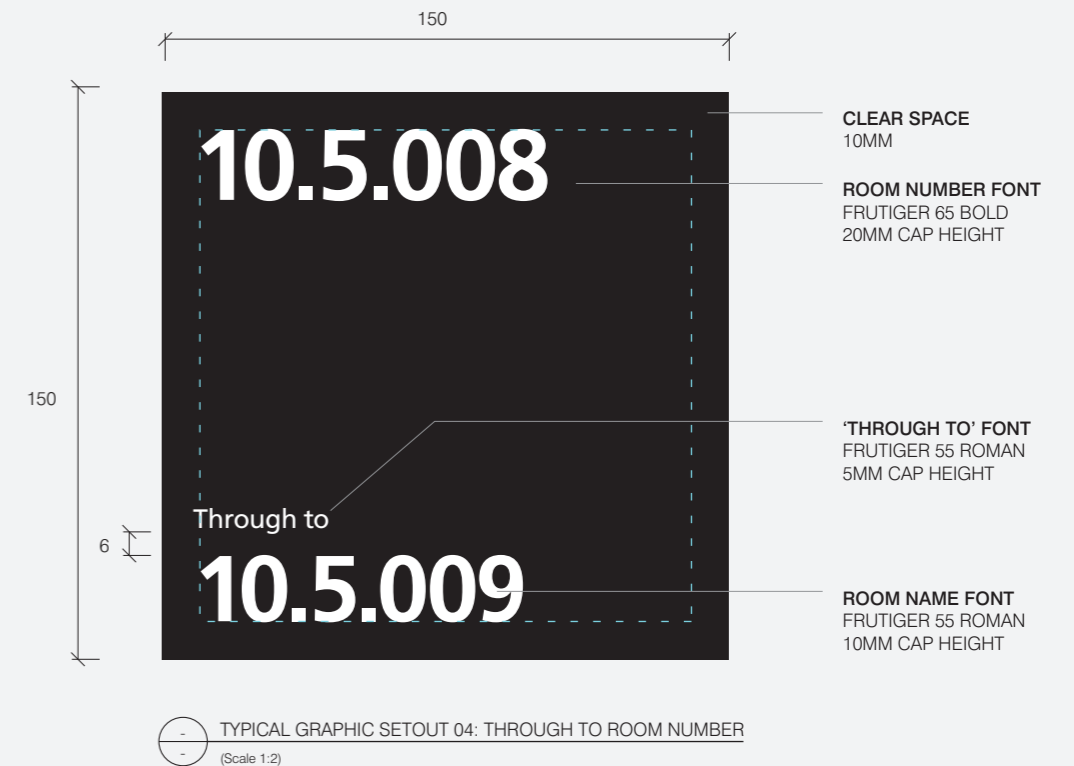 150
10.5.008
CLEAR SPACE
10MM
ROOM NUMBER FONT
FRUTIGER 65 BOLD
20MM CAP HEIGHT
150
‘THROUGH TO’ FONT
FRUTIGER 55 ROMAN
5MM CAP HEIGHT
Through to
6
10.5.009
ROOM NAME FONT
FRUTIGER 55 ROMAN
10MM CAP HEIGHT
-
-
TYPICAL GRAPHIC SETOUT 04: THROUGH TO ROOM NUMBER
(Scale 1:2)